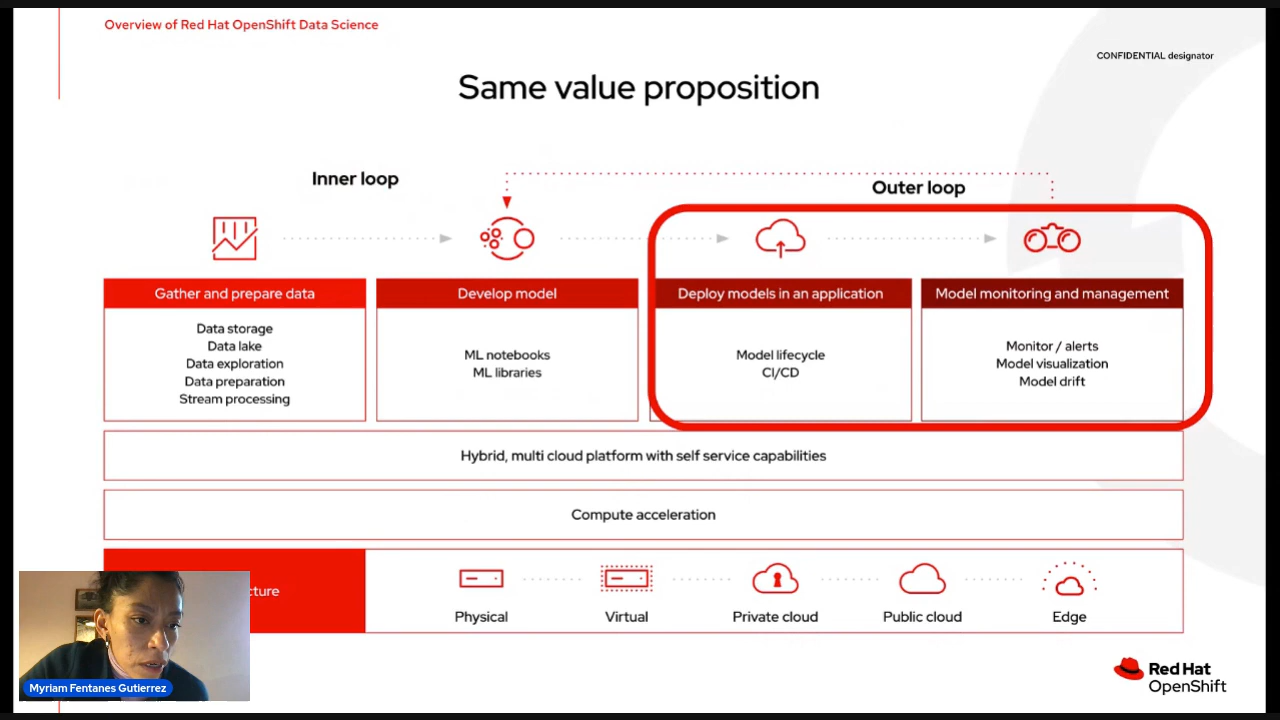 Overview of Red Hat OpenShift Data Science
CONFIDENTIAL designator
Same value proposition
Inner loop
Outer loop
Gather and prepare data
Data storage
Data lake
Data exploration
Data preparation
Stream processing
Develop model
ML notebooks
ML libraries
Deploy models in an application
Model lifecycle
CI/CD
Model monitoring and management
Monitor / alerts
Model visualization
Model drift
Hybrid, multi cloud platform with self service capabilities
Compute acceleration
cture
Physical
Virtual
Private cloud
Public cloud
Edge
Myriam Fentanes Gutierrez
Red Hat
OpenShift